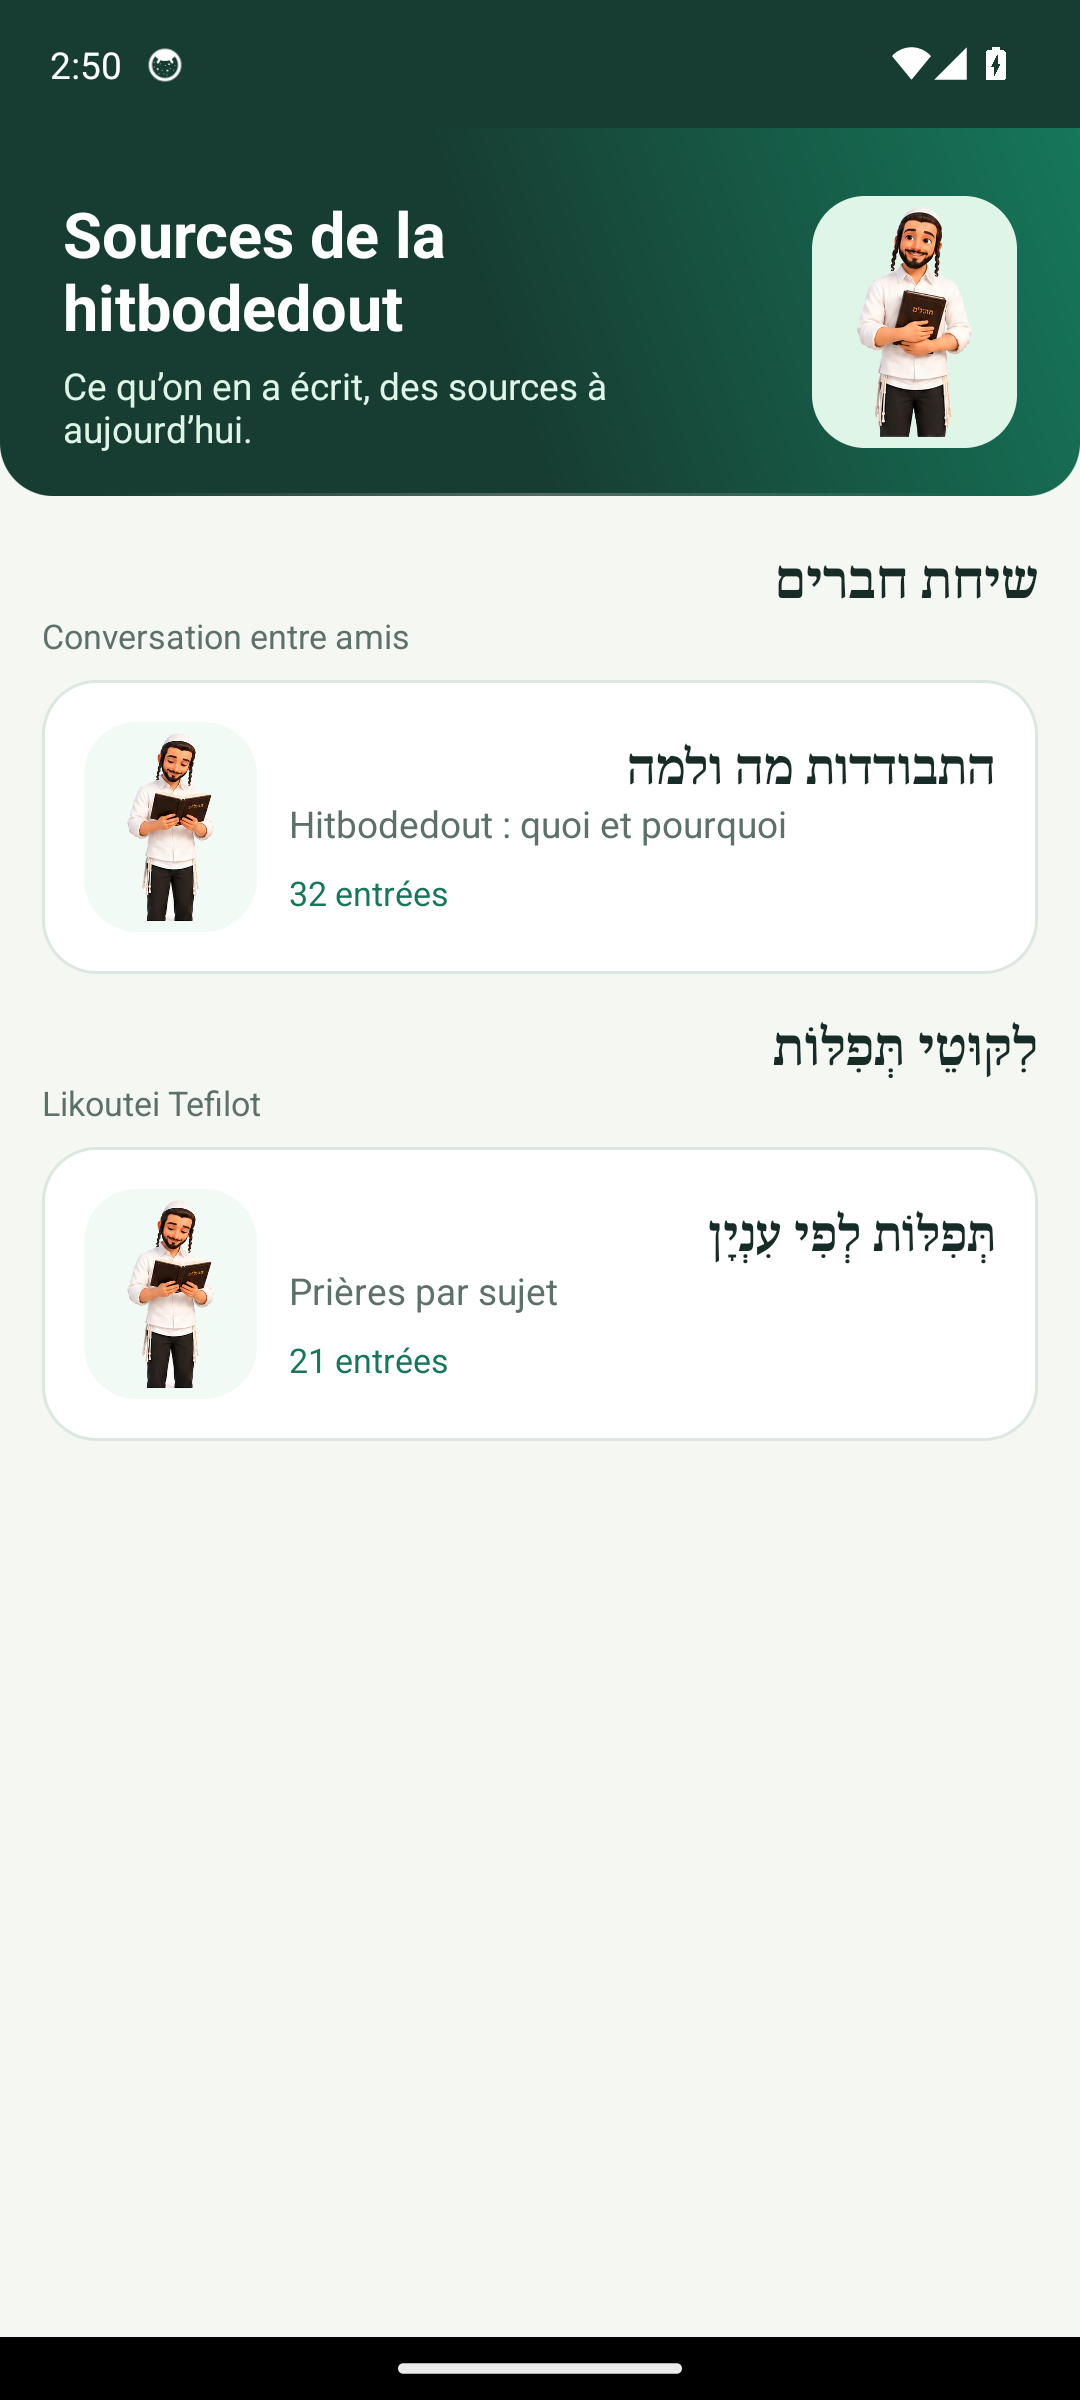 2:50
Sources de la
hitbodedout
Ce qu’on en a écrit, des sources à
aujourd’hui.
שיחת חברים
Conversation entre amis
התבודדות מה ולמה
Hitbodedout : quoi et pourquoi
32 entrées
לִקּוּטֵי תְּפִלּוֹת
Likoutei Tefilot
תְּפִלּוֹת לְפִי עִנְיָן
Prières par sujet
21 entrées